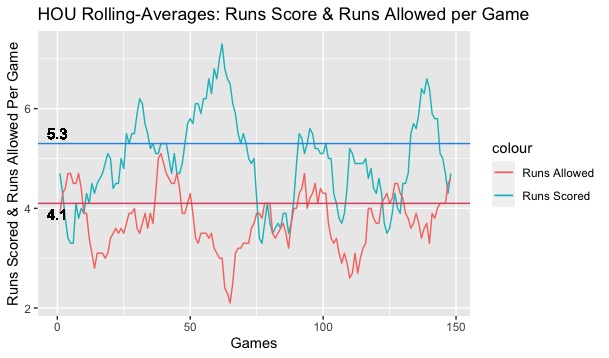 HOU Rolling-Averages: Runs Score & Runs Allowed per Game
Runs Scored & Runs Allowed Per Game
6
5.3
4
4.1
2
0
50
100
150
Games
colour
Runs Allowed
Runs Scored